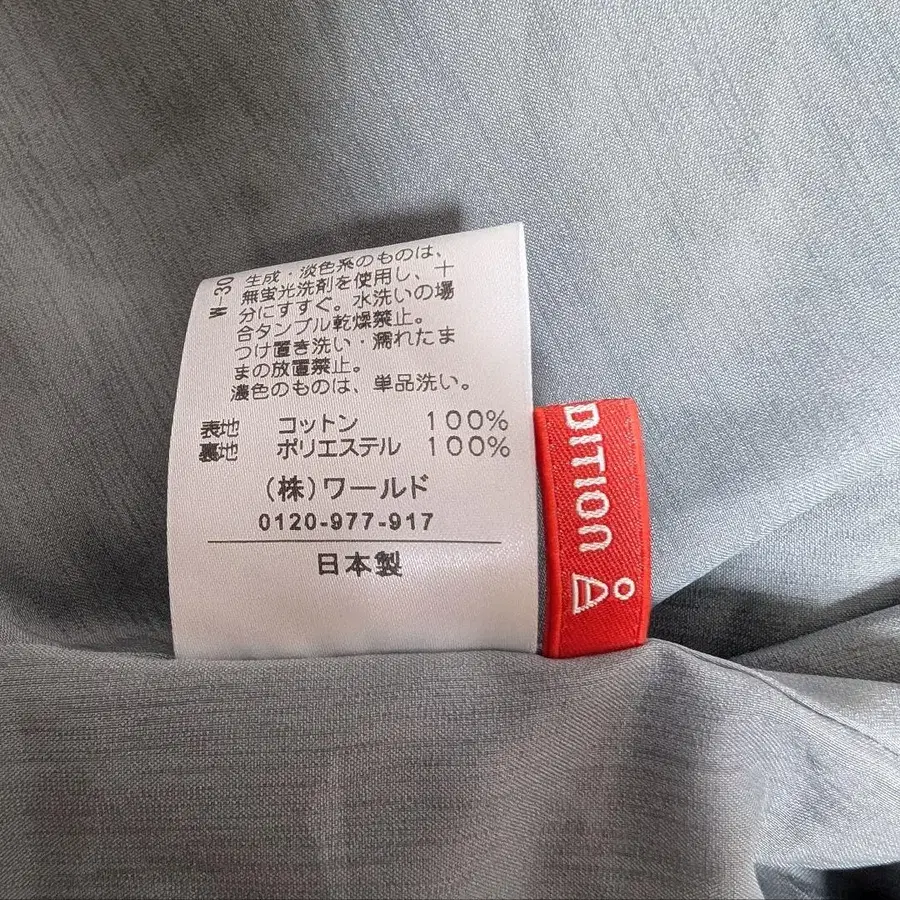 W-30
生成・淡色系のものは、
無蛍光洗剤を使用し、十
分にすすぐ。水洗いの場
合タンブル乾燥禁止。
つけ置き洗い・濡れたま
まの放置禁止。
濃色のものは、単品洗い。
表地 コットン 100%
裏地 ポリエステル 100%
(株)ワールド
0120-977-917
日本製
DITION